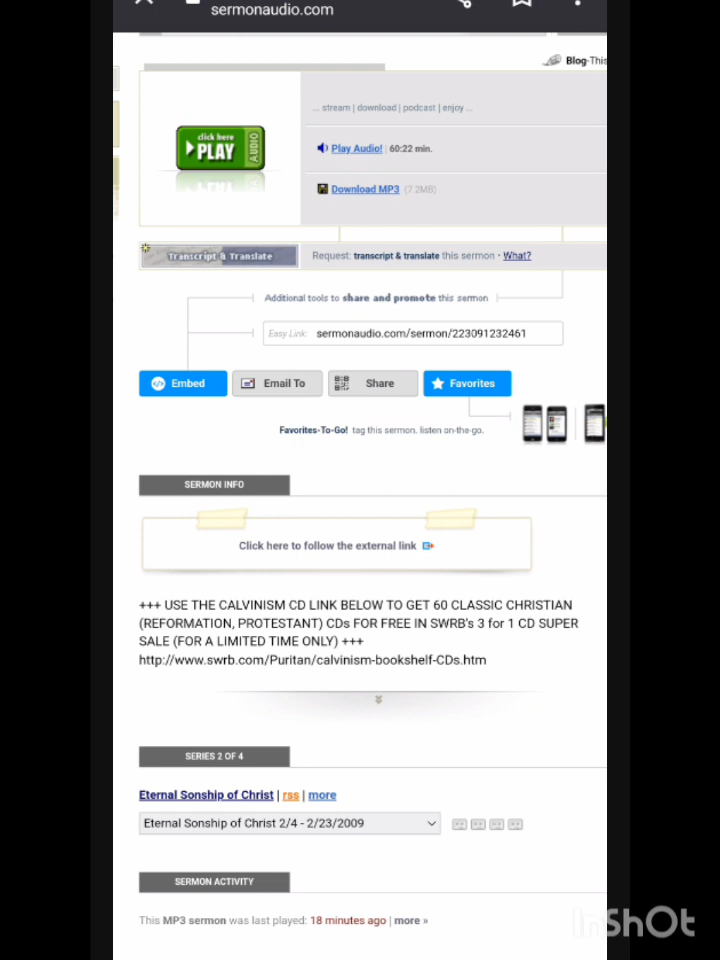 sermonaudio.com
Blog-This
click here
PLAY
AUDIO
... stream | download | podcast | enjoy ...
Play Audio! | 60:22 min.
Download MP3 (7.2MB)
Transcript & Translate
Request: transcript & translate this sermon • What?
Additional tools to share and promote this sermon
Easy Link: sermonaudio.com/sermon/223091232461
Embed Email To Share Favorites
Favorites-To-Go! tag this sermon. listen on-the-go.
SERMON INFO
Click here to follow the external link
+++ USE THE CALVINISM CD LINK BELOW TO GET 60 CLASSIC CHRISTIAN
(REFORMATION, PROTESTANT) CDs FOR FREE IN SWRB's 3 for 1 CD SUPER
SALE (FOR A LIMITED TIME ONLY) +++
http://www.swrb.com/Puritan/calvinism-bookshelf-CDs.htm
SERIES 2 OF 4
Eternal Sonship of Christ | rss | more
Eternal Sonship of Christ 2/4 - 2/23/2009
SERMON ACTIVITY
This MP3 sermon was last played: 18 minutes ago | more »
InShOt